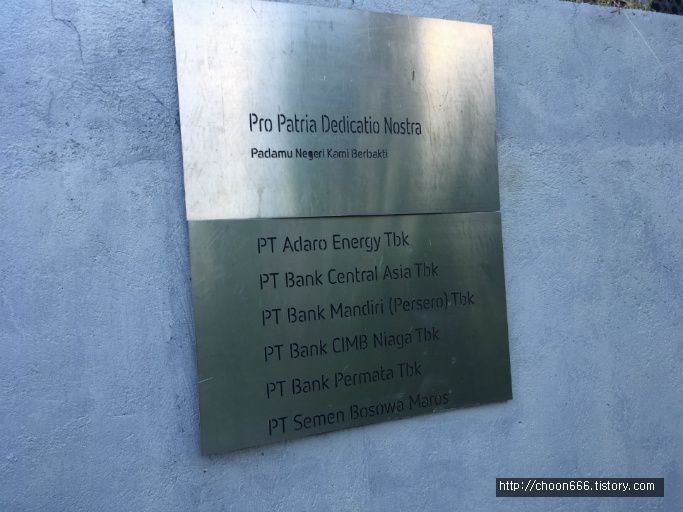 Pro Patria Dedicatio Nostra
Padamu Negeri Kami Berbakti
PT Adaro Energy Tbk
PT Bank Central Asia Tbk
PT Bank Mandiri (Persero) Tbk
PT Bank CIMB Niaga Tbk
PT Bank Permata Tbk
PT Semen Bosowa Maros
http://choon666.tistory.com